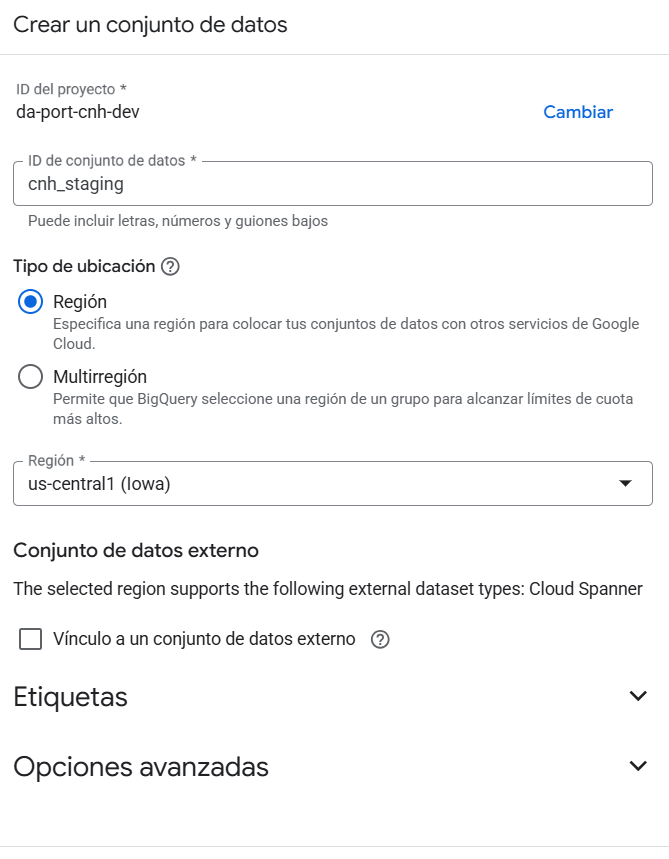 Crear un conjunto de datos
ID del proyecto *
da-port-cnh-dev
Cambiar
ID de conjunto de datos *
cnh_staging
Puede incluir letras, números y guiones bajos
Tipo de ubicación
Región
Especifica una región para colocar tus conjuntos de datos con otros servicios de Google
Cloud.
Multirregión
Permite que BigQuery seleccione una región de un grupo para alcanzar límites de cuota
más altos.
Región *
us-central1 (Iowa)
Conjunto de datos externo
The selected region supports the following external dataset types: Cloud Spanner
Vínculo a un conjunto de datos externo
Etiquetas
Opciones avanzadas